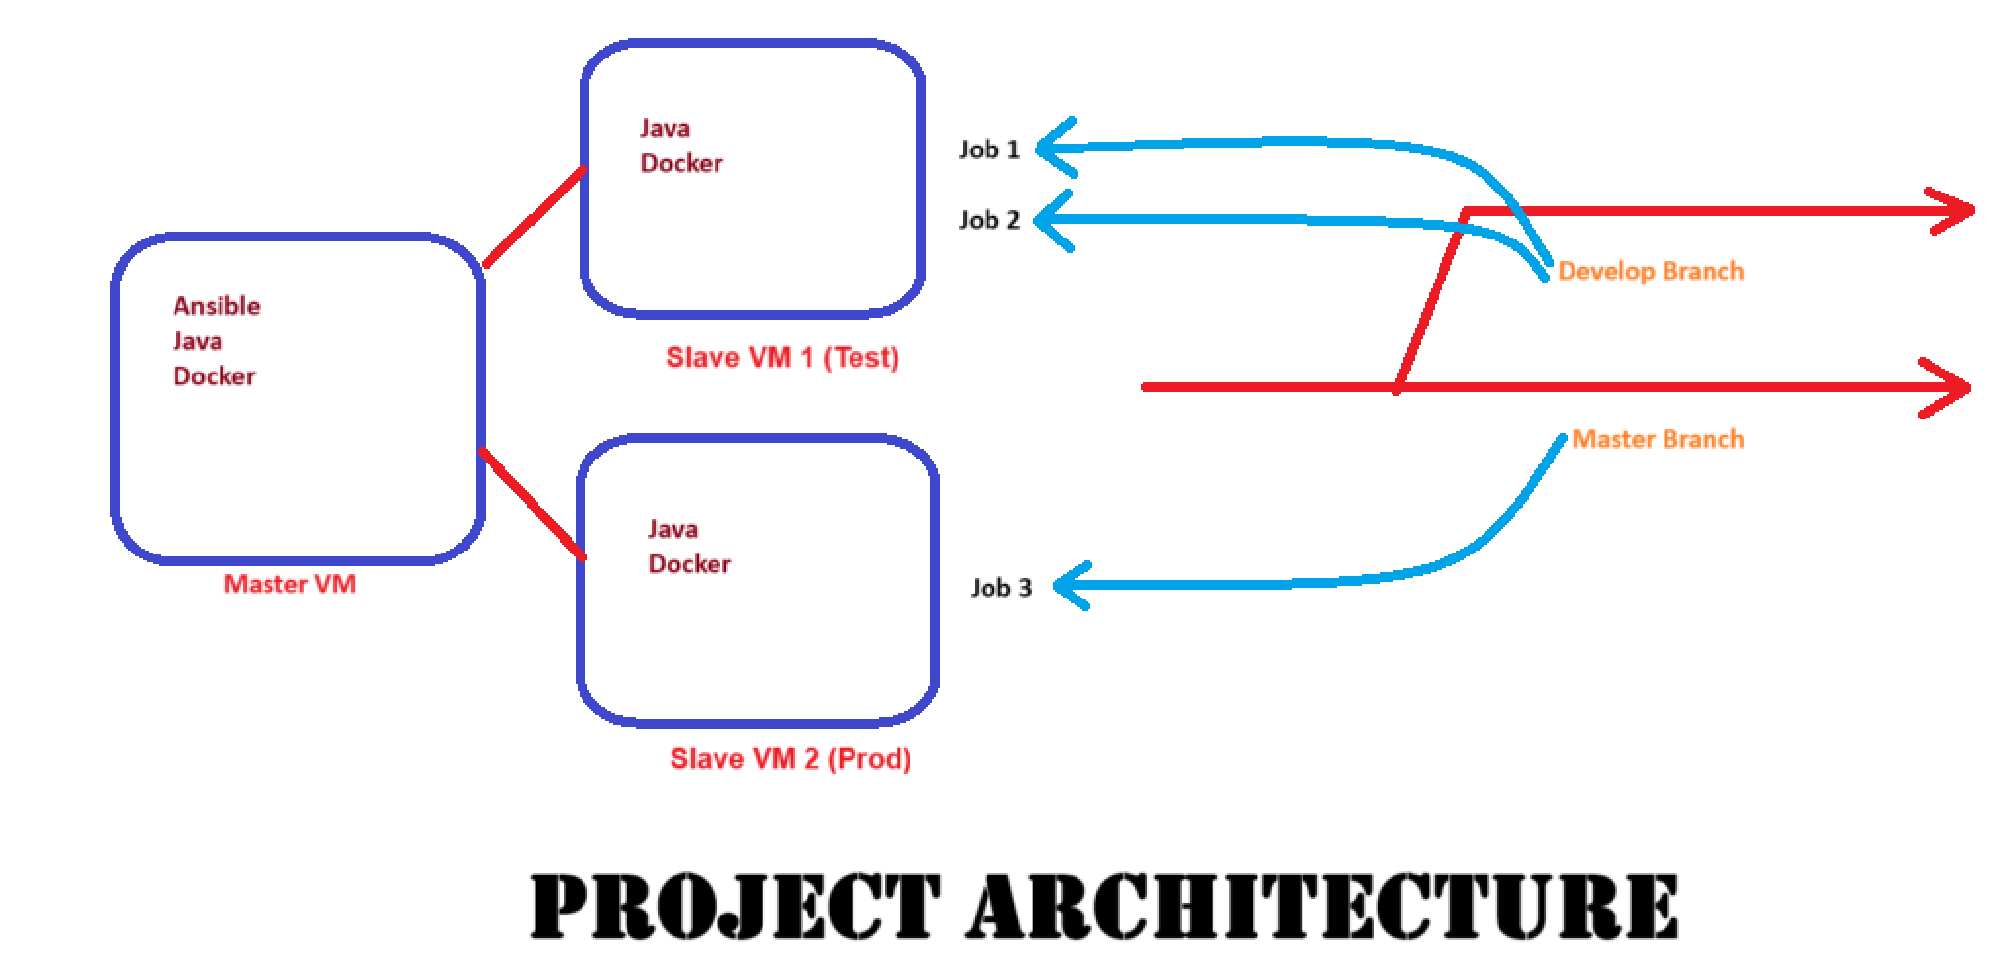 Java
Docker
Slave VM 1 (Test)
Job 1
Job 2
Develop Branch
Ansible
Java
Docker
Master VM
Master Branch
Java
Docker
Slave VM 2 (Prod)
Job 3
PROJECT ARCHITECTURE